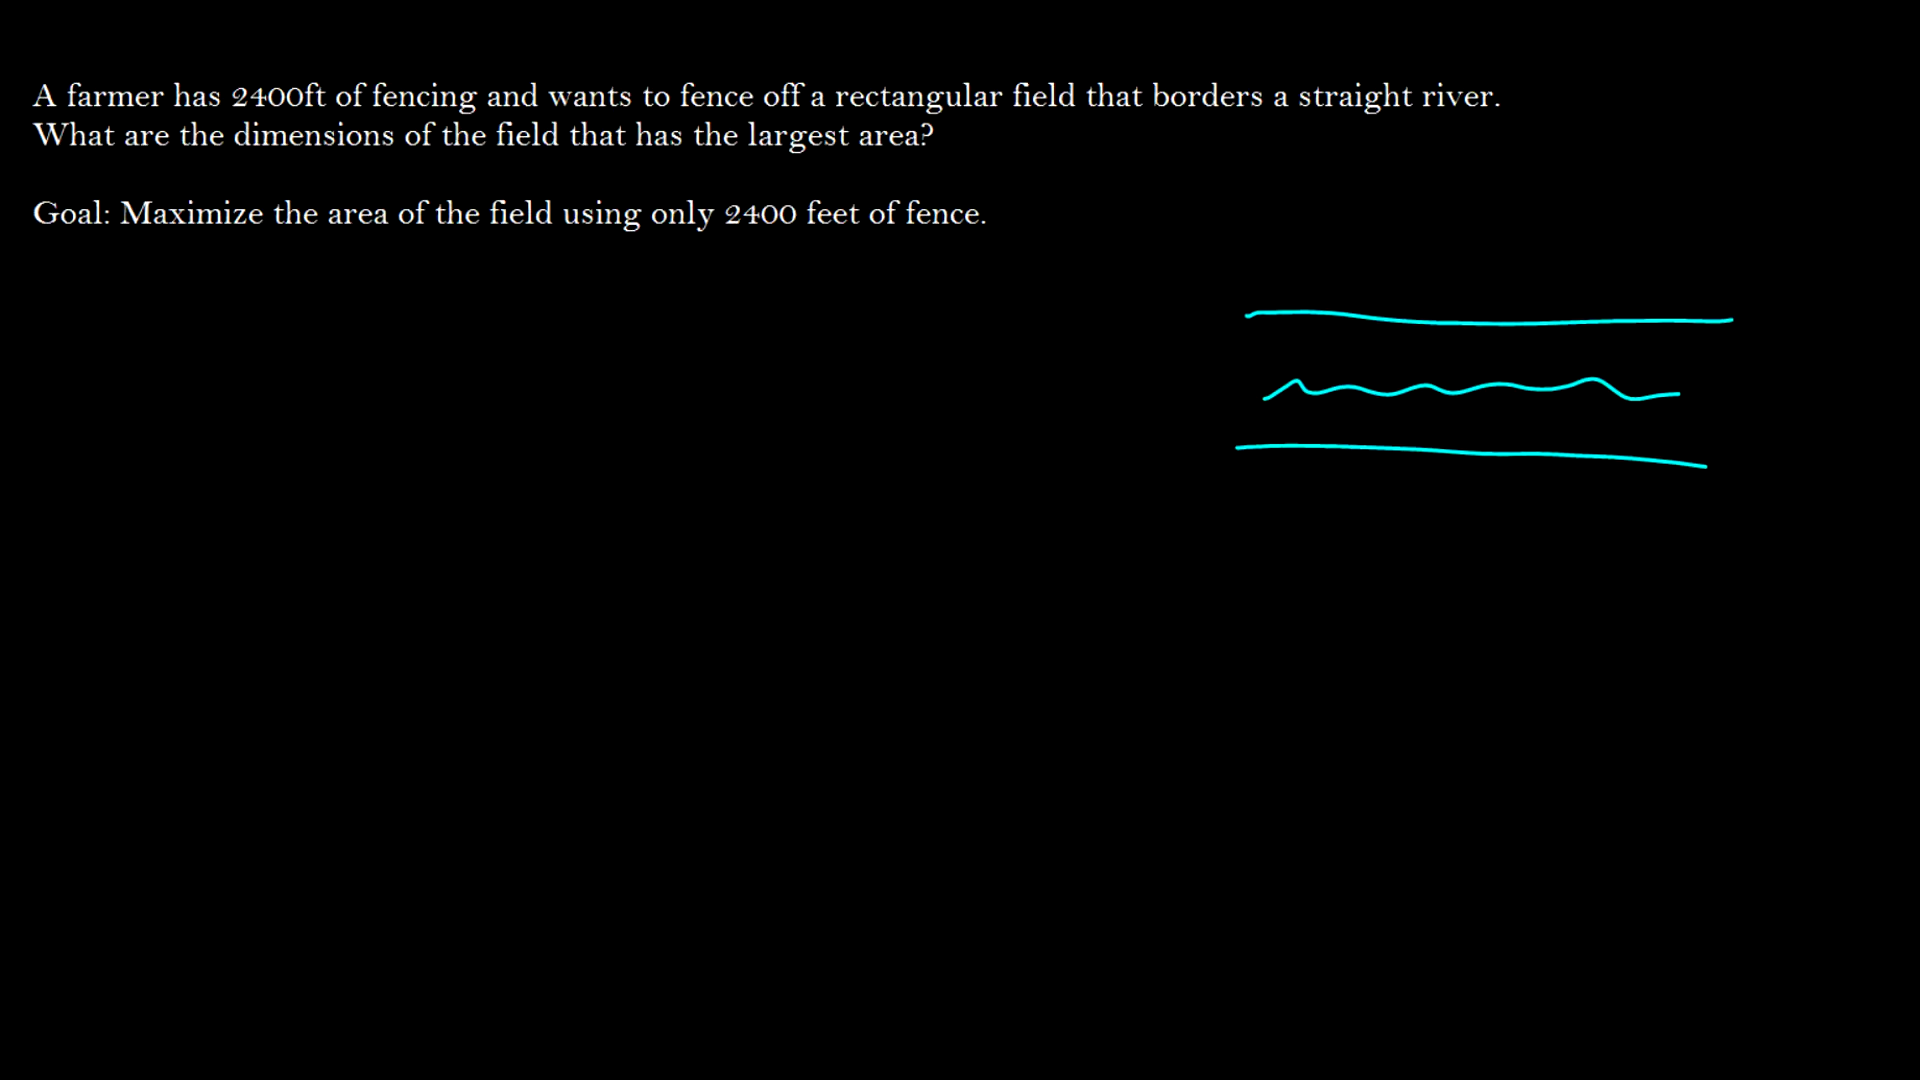 A farmer has 2400ft of fencing and wants to fence off a rectangular field that borders a straight river.
What are the dimensions of the field that has the largest area?
Goal: Maximize the area of the field using only 2400 feet of fence.